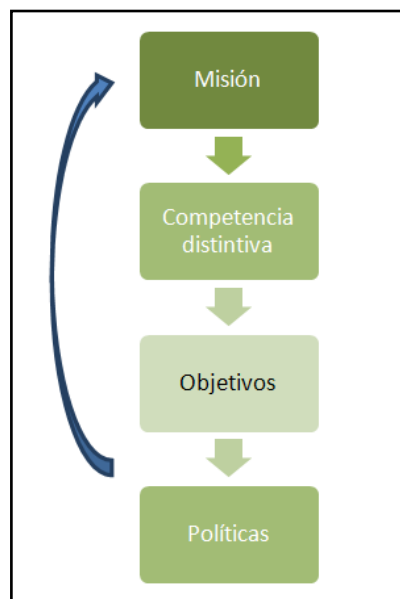 Misión
Competencia
distintiva
Objetivos
Políticas